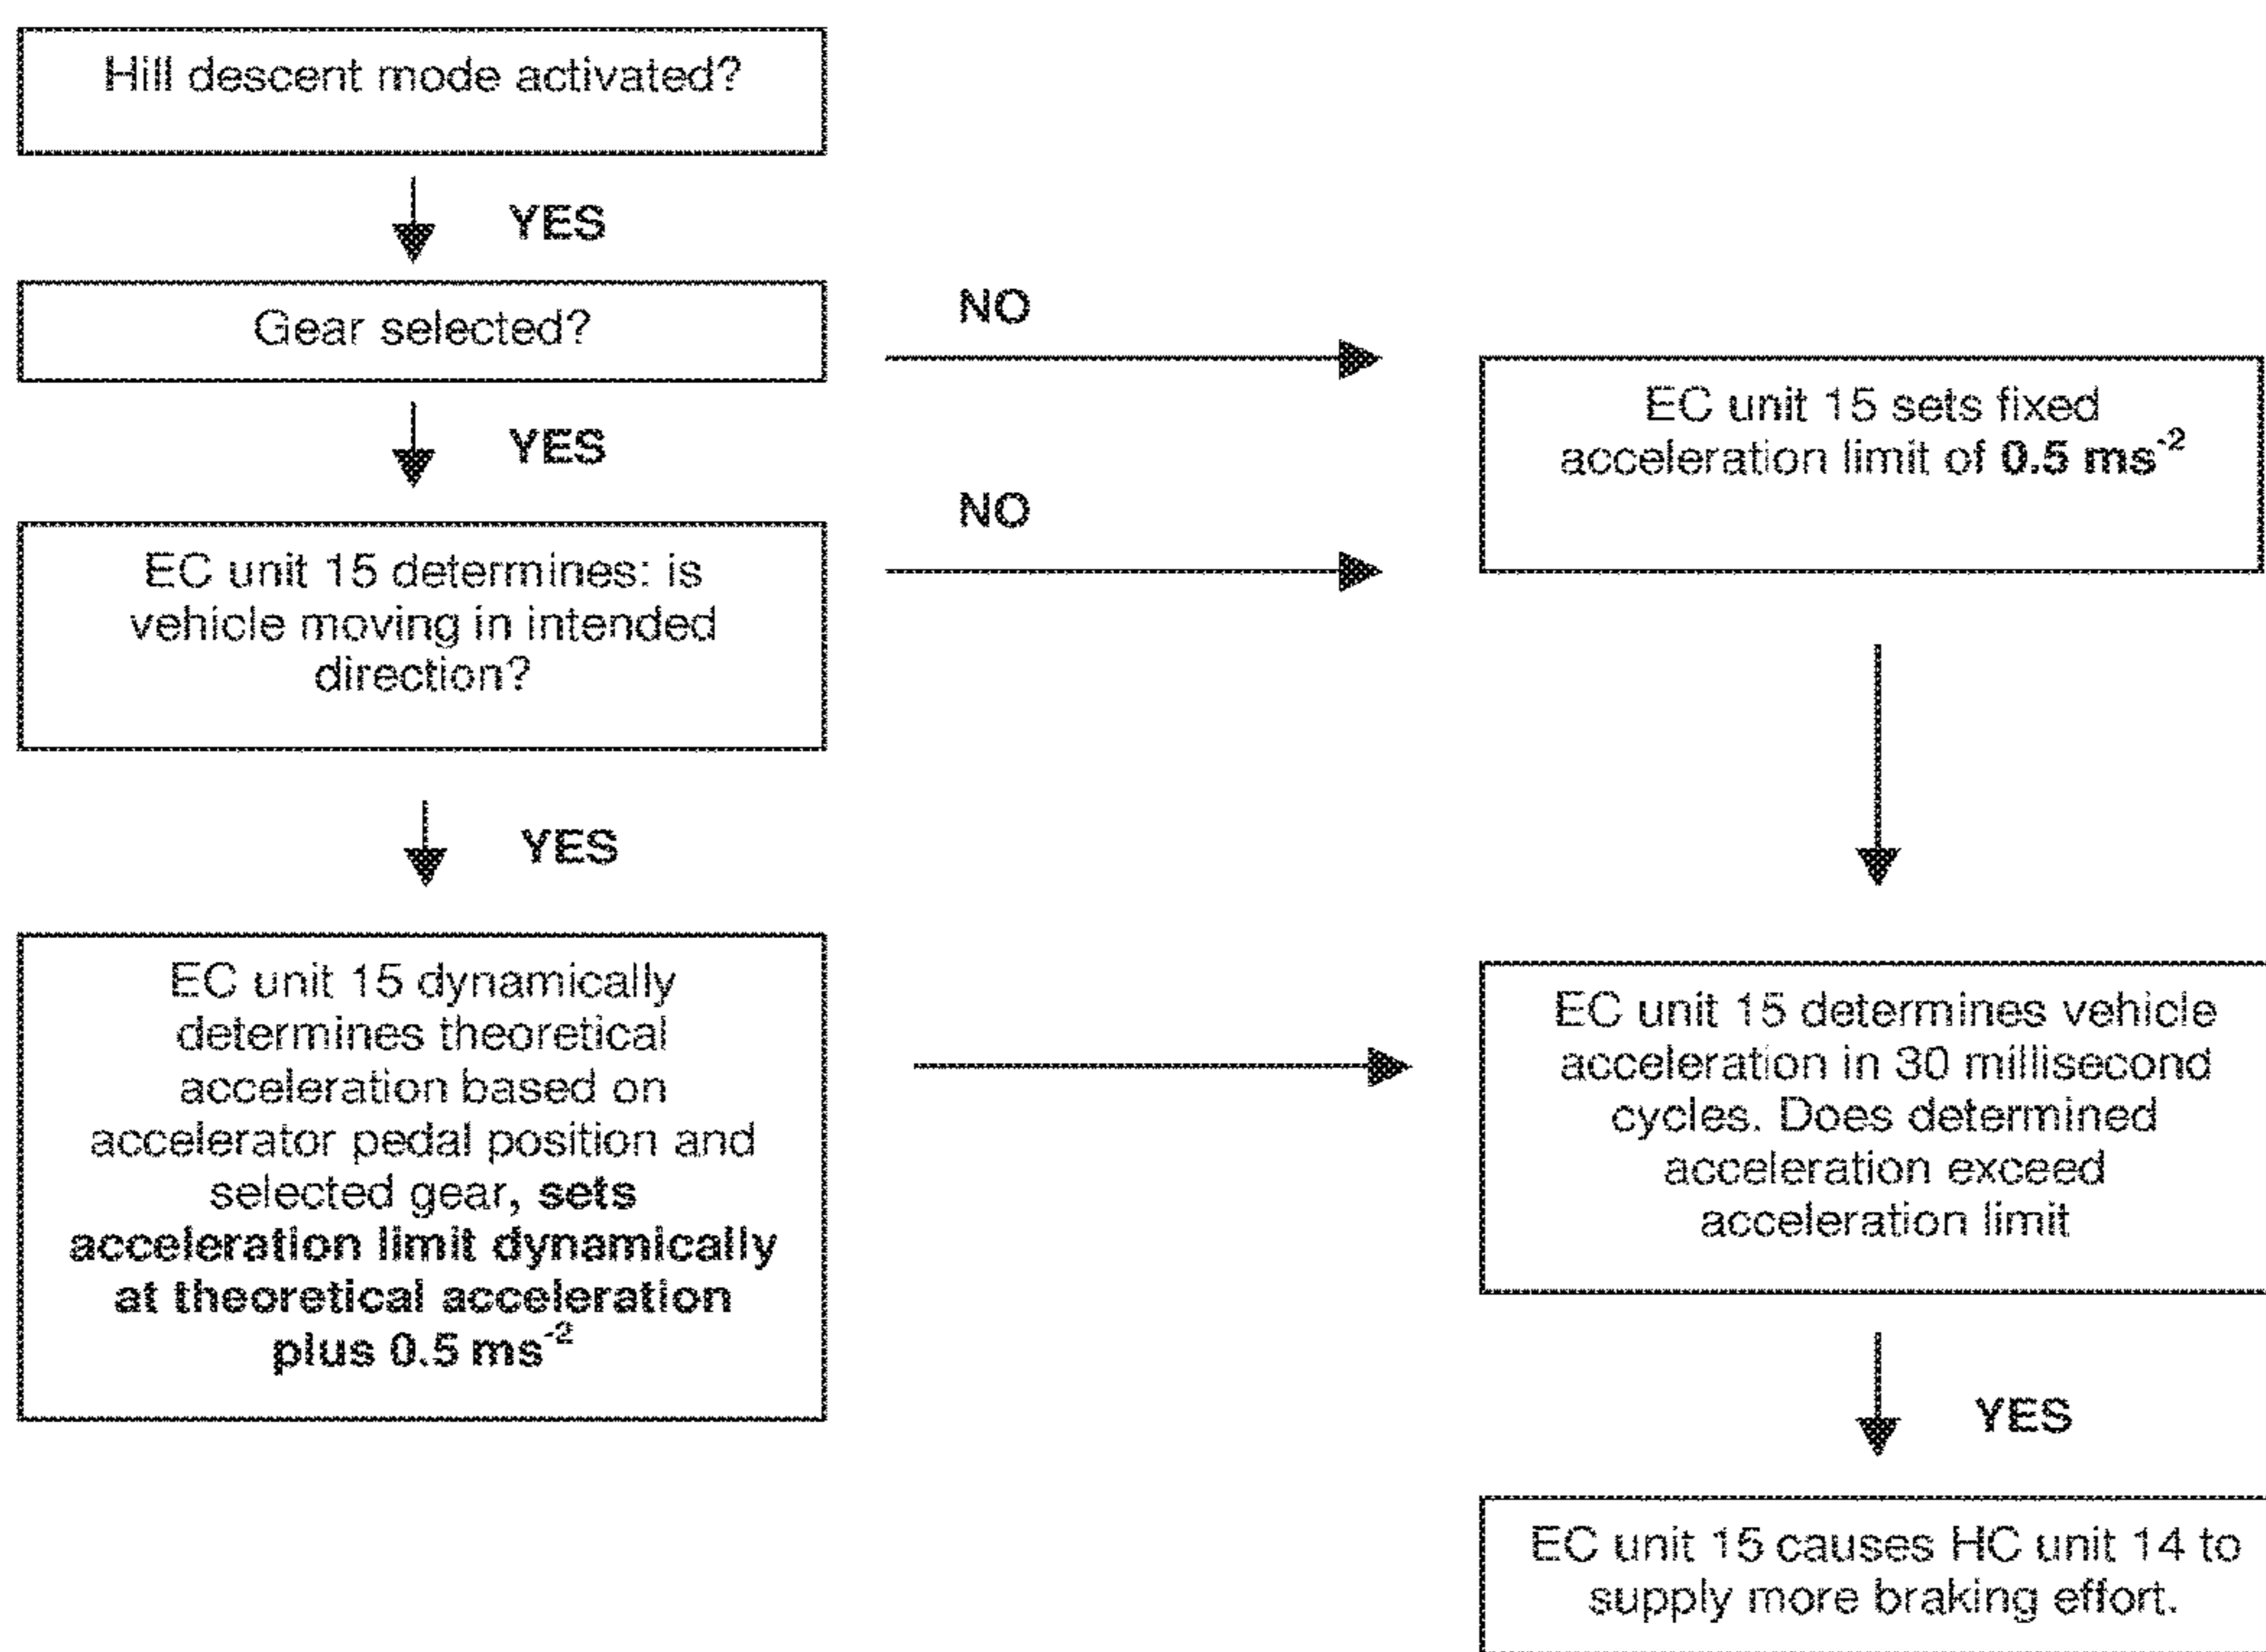 Hill descent mode activated?
YES
Gear selected?
NO
YES
EC unit 15 sets fixed
acceleration limit of 0.5 ms⁻²
NO
EC unit 15 determines: is
vehicle moving in intended
direction?
YES
EC unit 15 dynamically
determines theoretical
acceleration based on
accelerator pedal position and
selected gear, sets
acceleration limit dynamically
at theoretical acceleration
plus 0.5 ms⁻²
EC unit 15 determines vehicle
acceleration in 30 millisecond
cycles. Does determined
acceleration exceed
acceleration limit
YES
EC unit 15 causes HC unit 14 to
supply more braking effort.